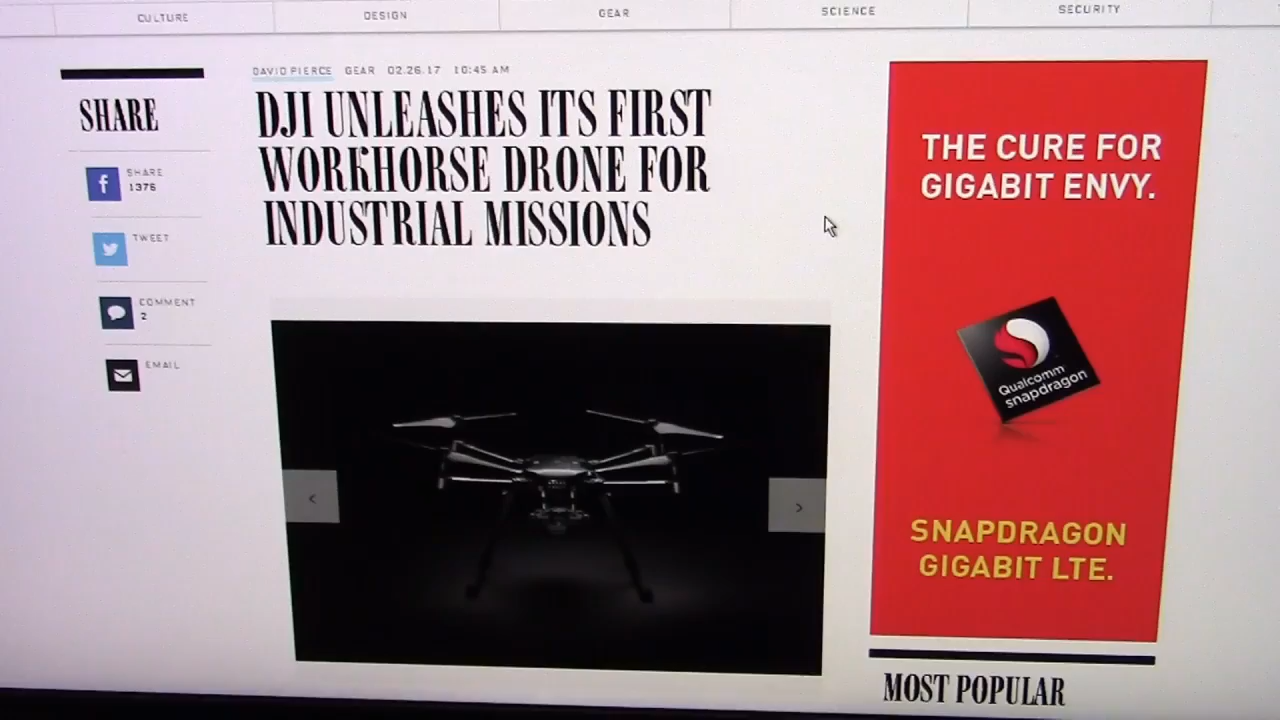 CULTURE
DESIGN
GEAR
SCIENCE
SECURITY
SHARE
SHARE
1376
TWEET
COMMENT
2
EMAIL
DAVID PIERCE GEAR 02.26.17 10:45 AM
DJI UNLEASHES ITS FIRST
WORKHORSE DRONE FOR
INDUSTRIAL MISSIONS
THE CURE FOR
GIGABIT ENVY.
Qualcomm
snapdragon
SNAPDRAGON
GIGABIT LTE.
MOST POPULAR